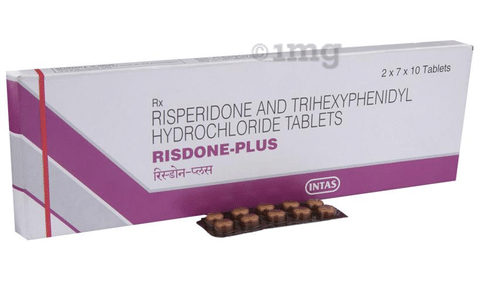 1mg
2 x 7 x 10 Tablets
Rx
RISPERIDONE AND TRIHEXYPHENIDYL
HYDROCHLORIDE TABLETS
RISDONE-PLUS
रिस्डोन-प्लस
INTAS